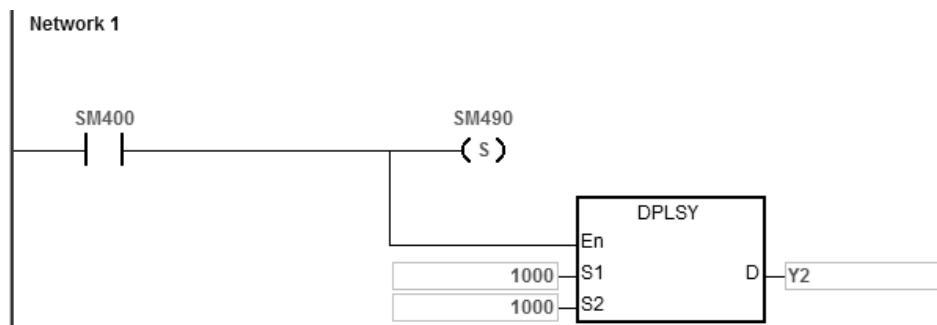 Network 1
SM400
SM490
S
DPLSY
En
1000 S1 D Y2
1000 S2